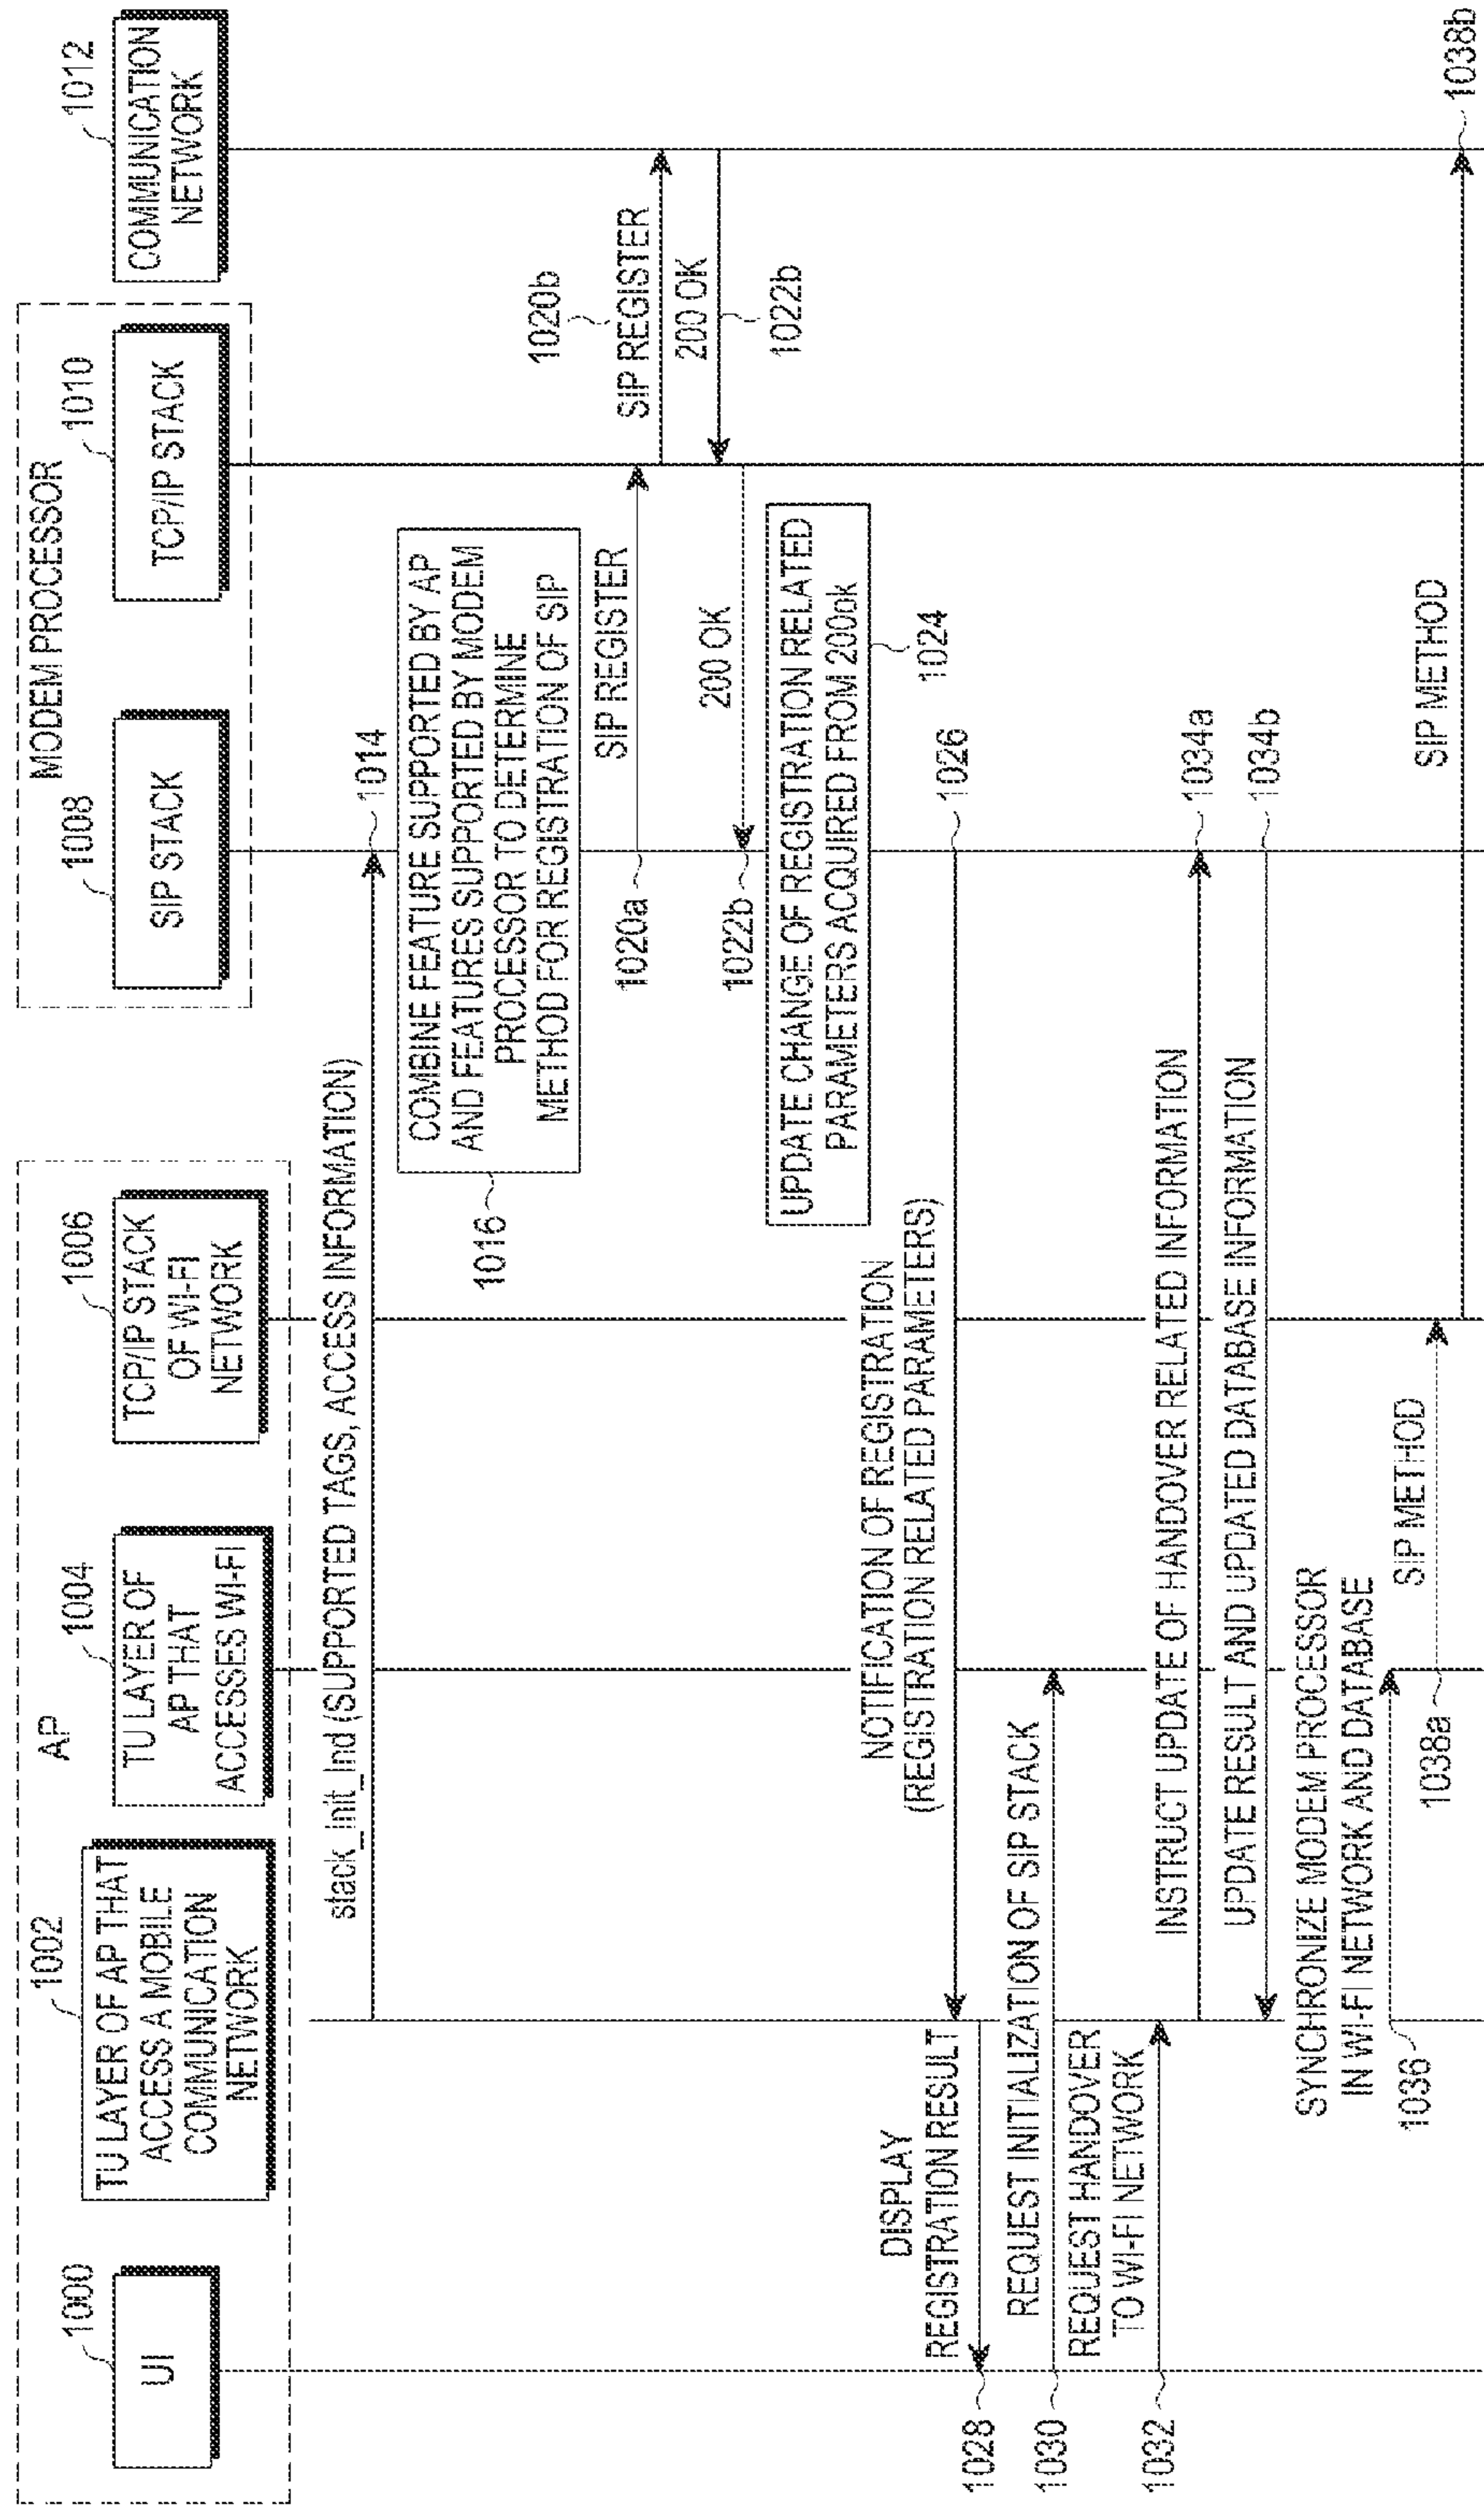 AP
MODEM PROCESSOR
1000
UI
1002
TU LAYER OF AP THAT
ACCESS A MOBILE
COMMUNICATION
NETWORK
1004
TU LAYER OF
AP THAT
ACCESSES WI-FI
1006
TCP/IP STACK
OF WI-FI
NETWORK
1008
SIP STACK
1010
TCP/IP STACK
1012
COMMUNICATION
NETWORK
stack_Init_Ind (SUPPORTED TAGS, ACCESS INFORMATION)
1014
COMBINE FEATURE SUPPORTED BY AP
AND FEATURES SUPPORTED BY MODEM
PROCESSOR TO DETERMINE
METHOD FOR REGISTRATION OF SIP
1016
SIP REGISTER
1020a
1020b
SIP REGISTER
200 OK
1022b
200 OK
1022b
UPDATE CHANGE OF REGISTRATION RELATED
PARAMETERS ACQUIRED FROM 200ok
1024
NOTIFICATION OF REGISTRATION
(REGISTRATION RELATED PARAMETERS)
1026
DISPLAY
REGISTRATION RESULT
1028
REQUEST INITIALIZATION OF SIP STACK
1030
REQUEST HANDOVER
TO WI-FI NETWORK
1032
INSTRUCT UPDATE OF HANDOVER RELATED INFORMATION
1034a
UPDATE RESULT AND UPDATED DATABASE INFORMATION
1034b
SYNCHRONIZE MODEM PROCESSOR
IN WI-FI NETWORK AND DATABASE
1036
SIP METHOD
1038a
SIP METHOD
1038b